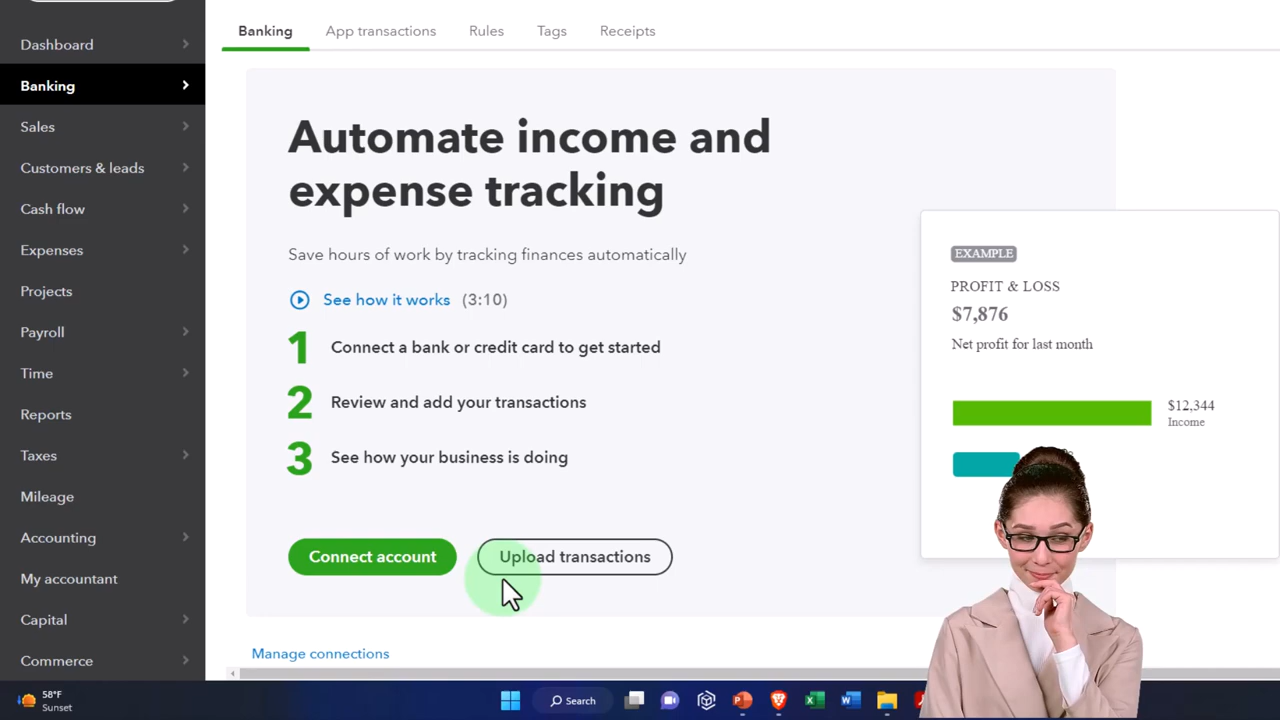 Dashboard
Banking
Sales
Customers & leads
Cash flow
Expenses
Projects
Payroll
Time
Reports
Taxes
Mileage
Accounting
My accountant
Capital
Commerce
Banking
App transactions
Rules
Tags
Receipts
Automate income and
expense tracking
Save hours of work by tracking finances automatically
See how it works (3:10)
1 Connect a bank or credit card to get started
2 Review and add your transactions
3 See how your business is doing
Connect account
Upload transactions
Manage connections
EXAMPLE
PROFIT & LOSS
$7,876
Net profit for last month
$12,344
Income
58°F
Sunset
Search